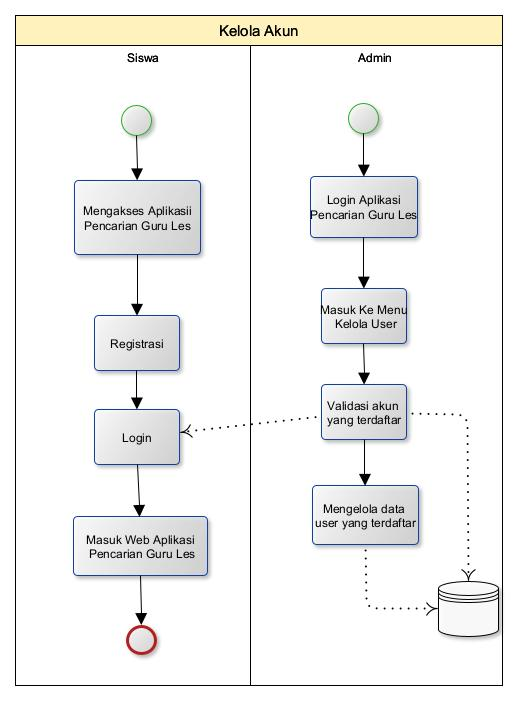 Kelola Akun
Siswa
Admin
Mengakses Aplikasii
Pencarian Guru Les
Registrasi
Login
Masuk Web Aplikasi
Pencarian Guru Les
Login Aplikasi
Pencarian Guru Les
Masuk Ke Menu
Kelola User
Validasi akun
yang terdaftar
Mengelola data
user yang terdaftar